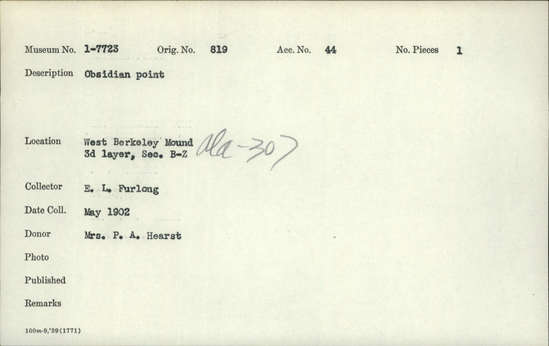 Museum No. 1-7723 Orig. No. 819 Acc. No. 44 No. Pieces 1
Description Obsidian point
Location West Berkeley Mound
3d layer, Sec. B-Z Ala-307
Collector E. L. Furlong
Date Coll. May 1902
Donor Mrs. P. A. Hearst
Photo
Published
Remarks
100m-9,'39(1771)